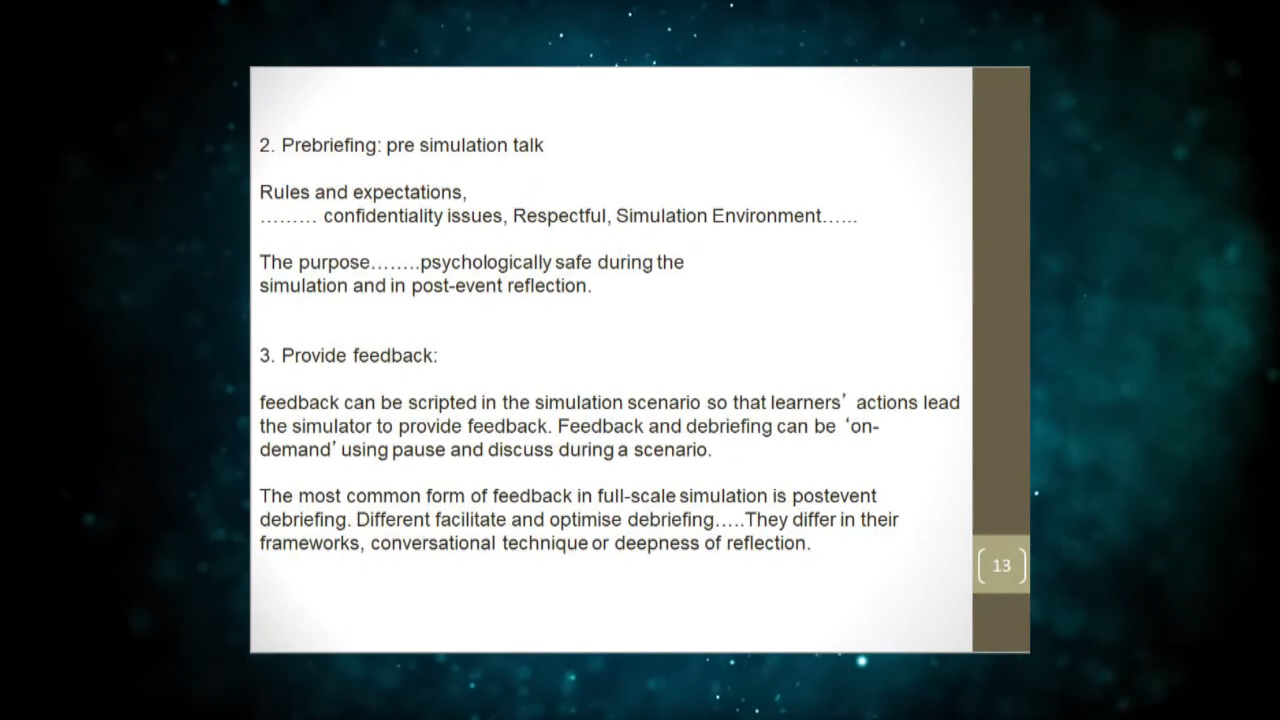 2. Prebriefing: pre simulation talk
Rules and expectations,
……… confidentiality issues, Respectful, Simulation Environment……
The purpose……..psychologically safe during the
simulation and in post-event reflection.
3. Provide feedback:
feedback can be scripted in the simulation scenario so that learners’ actions lead
the simulator to provide feedback. Feedback and debriefing can be ‘on-
demand’ using pause and discuss during a scenario.
The most common form of feedback in full-scale simulation is postevent
debriefing. Different facilitate and optimise debriefing…..They differ in their
frameworks, conversational technique or deepness of reflection.
13